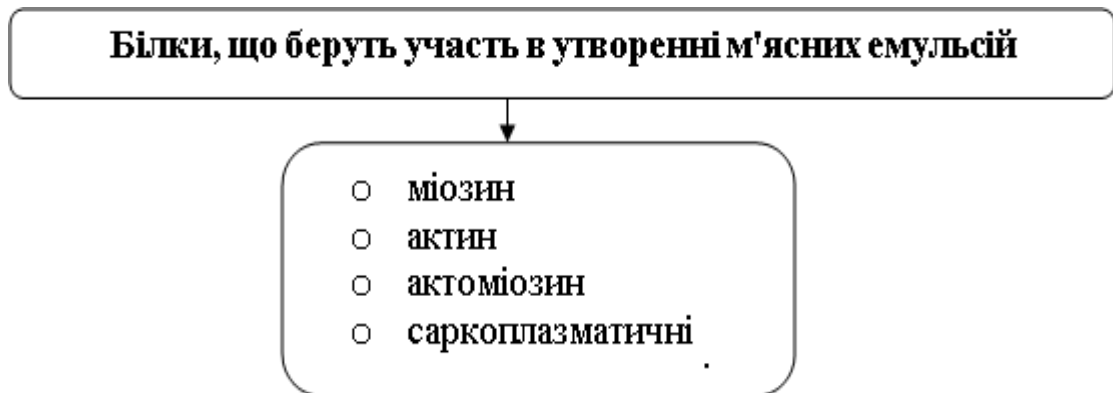 Білки, що беруть участь в утворенні м'ясних емульсій
○ міозин
○ актин
○ актоміозин
○ саркоплазматичні
.